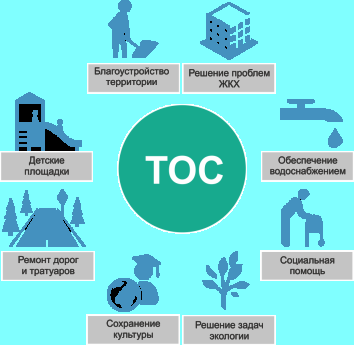 Благоустройство
территории
Решение проблем
ЖКХ
Детские
площадки
ТОС
Обеспечение
водоснабжением
Ремонт дорог
и тратуаров
Социальная
помощь
Сохранение
культуры
Решение задач
экологии